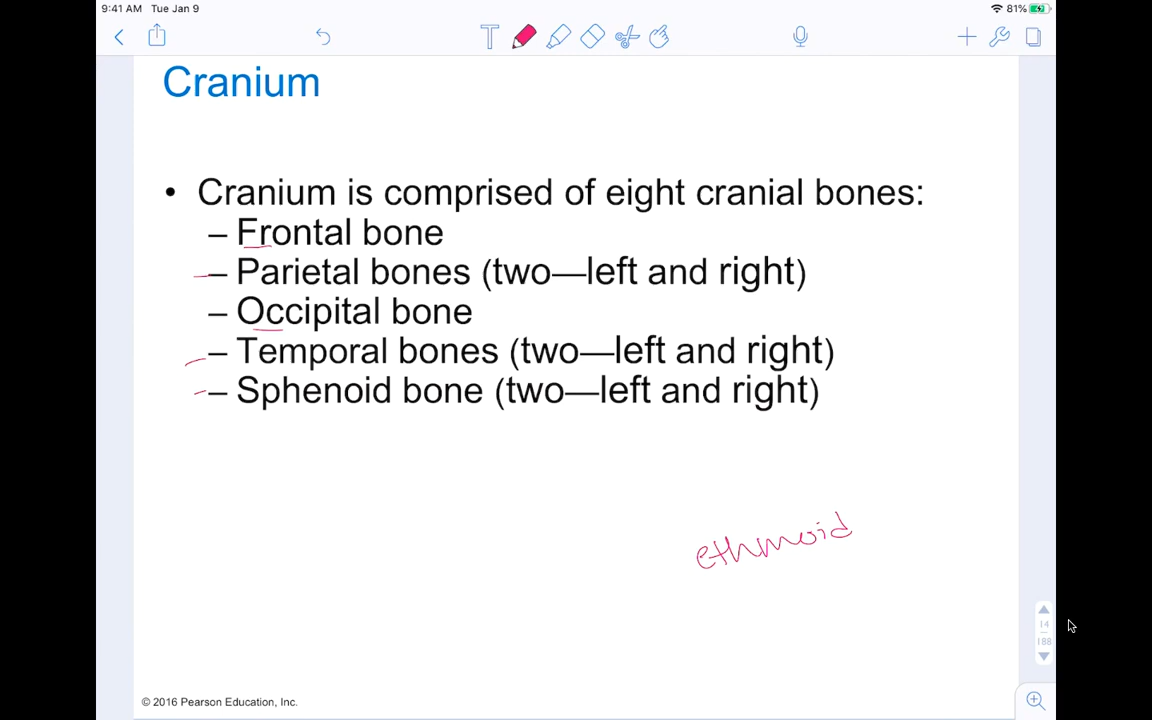 9:41 AM Tue Jan 9
81%
Cranium
• Cranium is comprised of eight cranial bones:
– Frontal bone
– Parietal bones (two—left and right)
– Occipital bone
– Temporal bones (two—left and right)
– Sphenoid bone (two—left and right)
ethmoid
14
188
© 2016 Pearson Education, Inc.